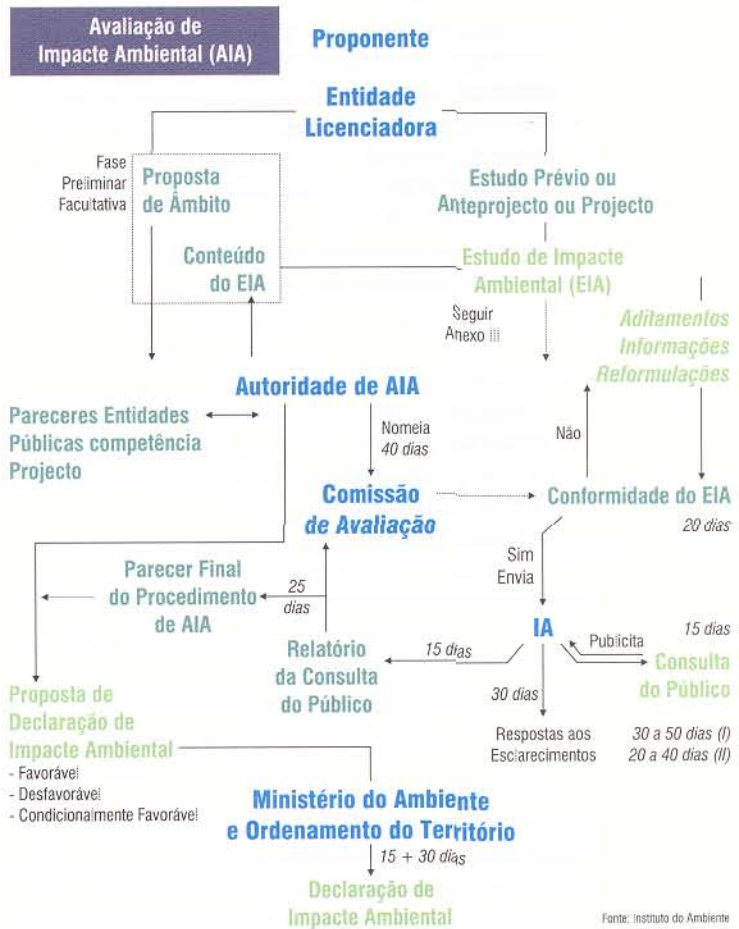 Avaliação de
Impacte Ambiental (AIA)
Proponente
Entidade
Licenciadora
Fase
Preliminar
Facultativa
Proposta
de Âmbito
Conteúdo
do EIA
Estudo Prévio ou
Anteprojecto ou Projecto
Estudo de Impacte
Ambiental (EIA)
Seguir
Anexo III
Aditamentos
Informações
Reformulações
Autoridade de AIA
Pareceres Entidades
Públicas competência
Projecto
Nomeia
40 dias
Não
Comissão
de Avaliação
Conformidade do EIA
20 dias
Sim
Envia
Parecer Final
do Procedimento
de AIA
25
dias
IA
Publicita
15 dias
Relatório
da Consulta
do Público
15 dias
Consulta
do Público
30 dias
Respostas aos
Esclarecimentos
30 a 50 dias (I)
20 a 40 dias (II)
Proposta de
Declaração de
Impacte Ambiental
- Favorável
- Desfavorável
- Condicionalmente Favorável
Ministério do Ambiente
e Ordenamento do Território
15 + 30 dias
Declaração de
Impacte Ambiental
Fonte: Instituto do Ambiente